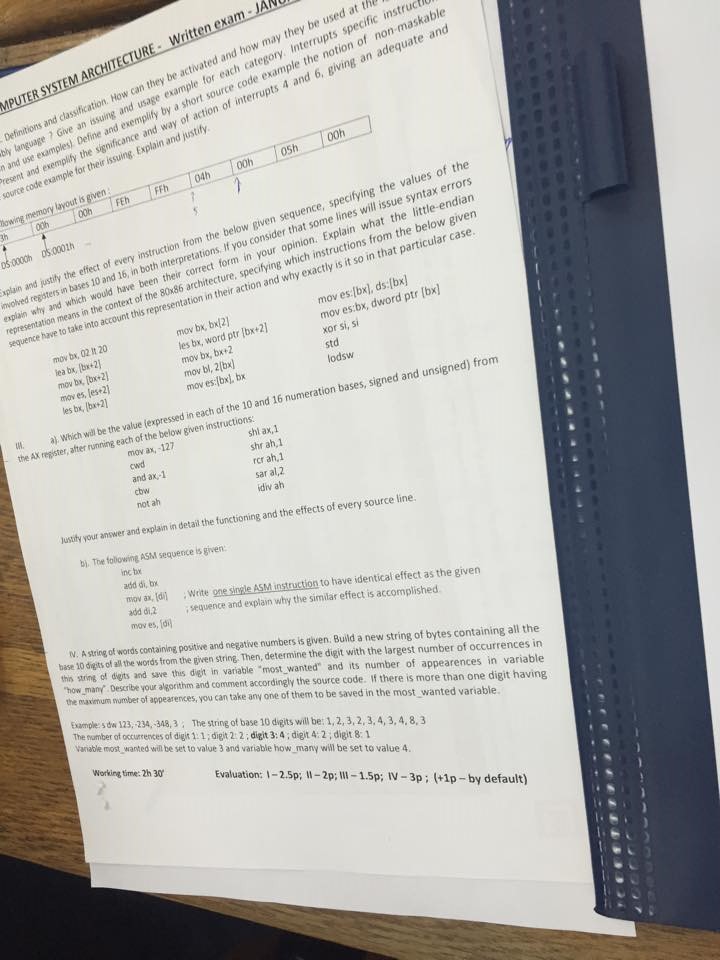 MPUTER SYSTEM ARCHITECTURE - Written exam -
Definitions and classification. How can they be activated and how may they be used at the
bly language ? Give an issuing and usage example for each category. Interrupts specific
n and use examples). Define and exemplify by a short source code example the notion of non-maskable
Present and exemplify the significance and way of action of interrupts 4 and 6, giving an adequate and
source code example for their issuing. Explain and justify.
lowing memory layout is given :
3h 00h 00h FEh FFh 04h 00h 05h 00h
DS:0000h DS:0001h
Explain and justify the effect of every instruction from the below given sequence, specifying the values of the
involved registers in bases 10 and 16, in both interpretations. If you consider that some lines will issue syntax errors
explain why and which would have been their correct form in your opinion. Explain what the little-endian
representation means in the context of the 80x86 architecture, specifying which instructions from the below given
sequence have to take into account this representation in their action and why exactly is it so in that particular case.
mov bx, 02 lt 20 mov bx, bx[2] mov es:[bx], ds:[bx]
lea bx, [bx+2] les bx, word ptr [bx+2] mov es:bx, dword ptr [bx]
mov bx, [bx+2] mov bx, bx+2 xor si, si
mov es, [es+2] mov bl, 2[bx] std
les bx, [bx+2] mov es:[bx], bx lodsw
III. a). Which will be the value (expressed in each of the 10 and 16 numeration bases, signed and unsigned) from
the AX register, after running each of the below given instructions:
mov ax, -127 shl ax,1
cwd shr ah,1
and ax,-1 rcr ah,1
cbw sar al,2
not ah idiv ah
Justify your answer and explain in detail the functioning and the effects of every source line.
b). The following ASM sequence is given:
inc bx
add di, bx
mov ax, [di] ; Write one single ASM instruction to have identical effect as the given
add di,2 ; sequence and explain why the similar effect is accomplished.
mov es, [di]
IV. A string of words containing positive and negative numbers is given. Build a new string of bytes containing all the
base 10 digits of all the words from the given string. Then, determine the digit with the largest number of occurrences in
this string of digits and save this digit in variable "most_wanted" and its number of appearences in variable
"how_many". Describe your algorithm and comment accordingly the source code. If there is more than one digit having
the maximum number of appearences, you can take any one of them to be saved in the most_wanted variable.
Example: s dw 123, -234, -348, 3 ; The string of base 10 digits will be: 1, 2, 3, 2, 3, 4, 3, 4, 8, 3
The number of occurrences of digit 1: 1 ; digit 2: 2 ; digit 3: 4 ; digit 4: 2 ; digit 8: 1
Variable most_wanted will be set to value 3 and variable how_many will be set to value 4.
Working time: 2h 30' Evaluation: I – 2.5p; II – 2p; III – 1.5p; IV – 3p ; (+1p – by default)